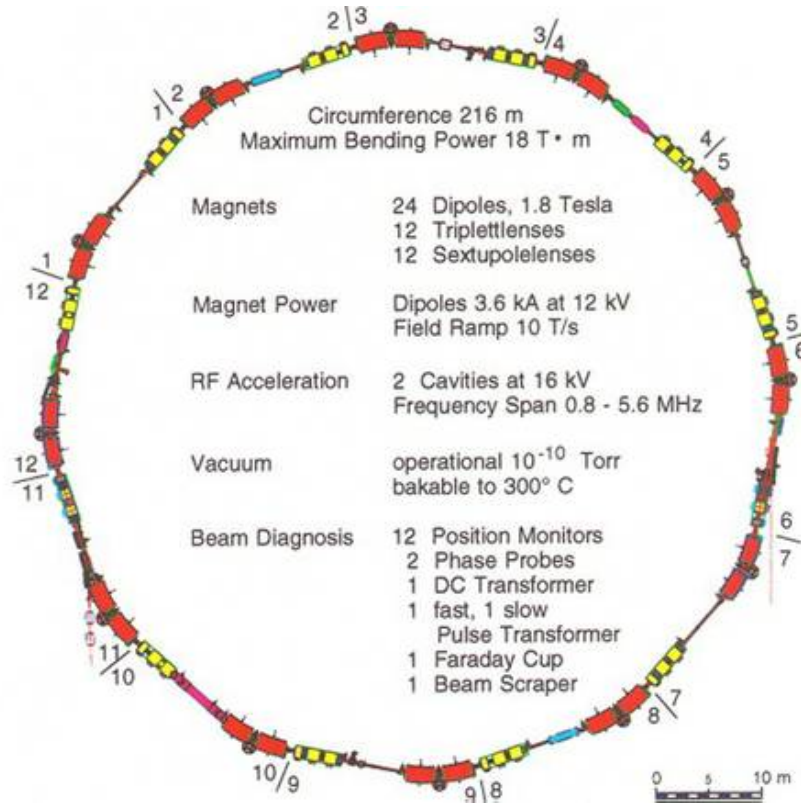 2/3
3/4
1/2
Circumference 216 m
Maximum Bending Power 18 T • m
4/5
Magnets 24 Dipoles, 1.8 Tesla
12 Triplettlenses
12 Sextupolelenses
1/12
Magnet Power Dipoles 3.6 kA at 12 kV
Field Ramp 10 T/s
5/6
RF Acceleration 2 Cavities at 16 kV
Frequency Span 0.8 - 5.6 MHz
12/11
Vacuum operational 10⁻¹⁰ Torr
bakable to 300° C
6/7
Beam Diagnosis 12 Position Monitors
2 Phase Probes
1 DC Transformer
1 fast, 1 slow
Pulse Transformer
1 Faraday Cup
1 Beam Scraper
11/10
7/8
10/9
9/8
0 5 10 m